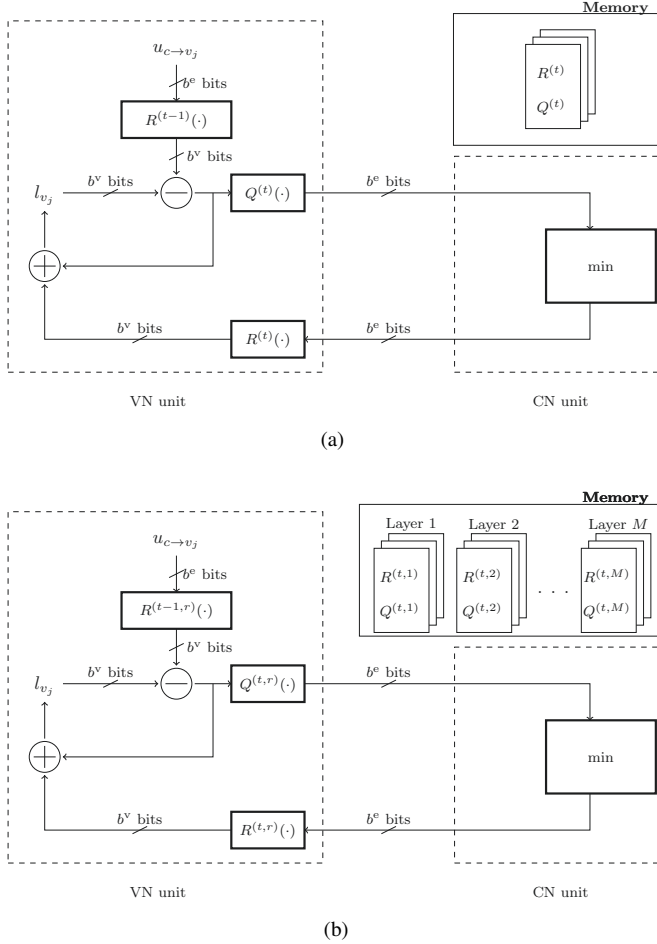 Memory
u_{c→v_j}
b^e bits
R^{(t)}
R^{(t−1)}(·)
Q^{(t)}
b^v bits
l_{v_j} b^v bits − Q^{(t)}(·) b^e bits
+
min
b^v bits R^{(t)}(·) b^e bits
VN unit CN unit
(a)
Memory
Layer 1 Layer 2 Layer M
u_{c→v_j}
b^e bits
R^{(t,1)} R^{(t,2)} R^{(t,M)}
. . .
R^{(t−1,r)}(·)
Q^{(t,1)} Q^{(t,2)} Q^{(t,M)}
b^v bits
l_{v_j} b^v bits − Q^{(t,r)}(·) b^e bits
+
min
b^v bits R^{(t,r)}(·) b^e bits
VN unit CN unit
(b)